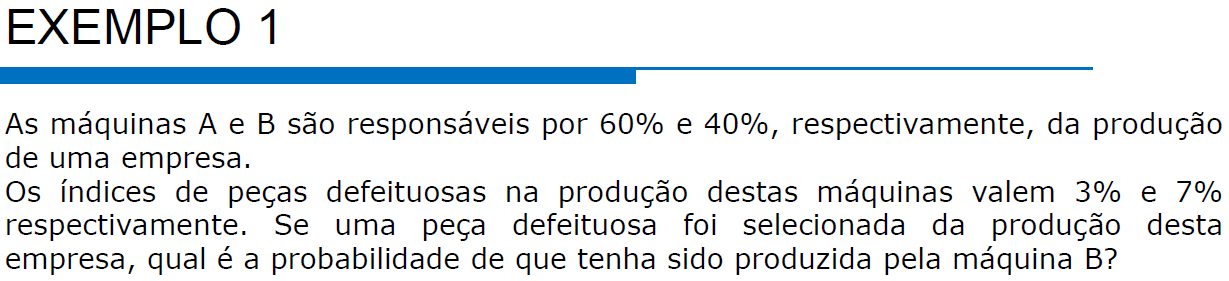 EXEMPLO 1
As máquinas A e B são responsáveis por 60% e 40%, respectivamente, da produção
de uma empresa.
Os índices de peças defeituosas na produção destas máquinas valem 3% e 7%
respectivamente. Se uma peça defeituosa foi selecionada da produção desta
empresa, qual é a probabilidade de que tenha sido produzida pela máquina B?